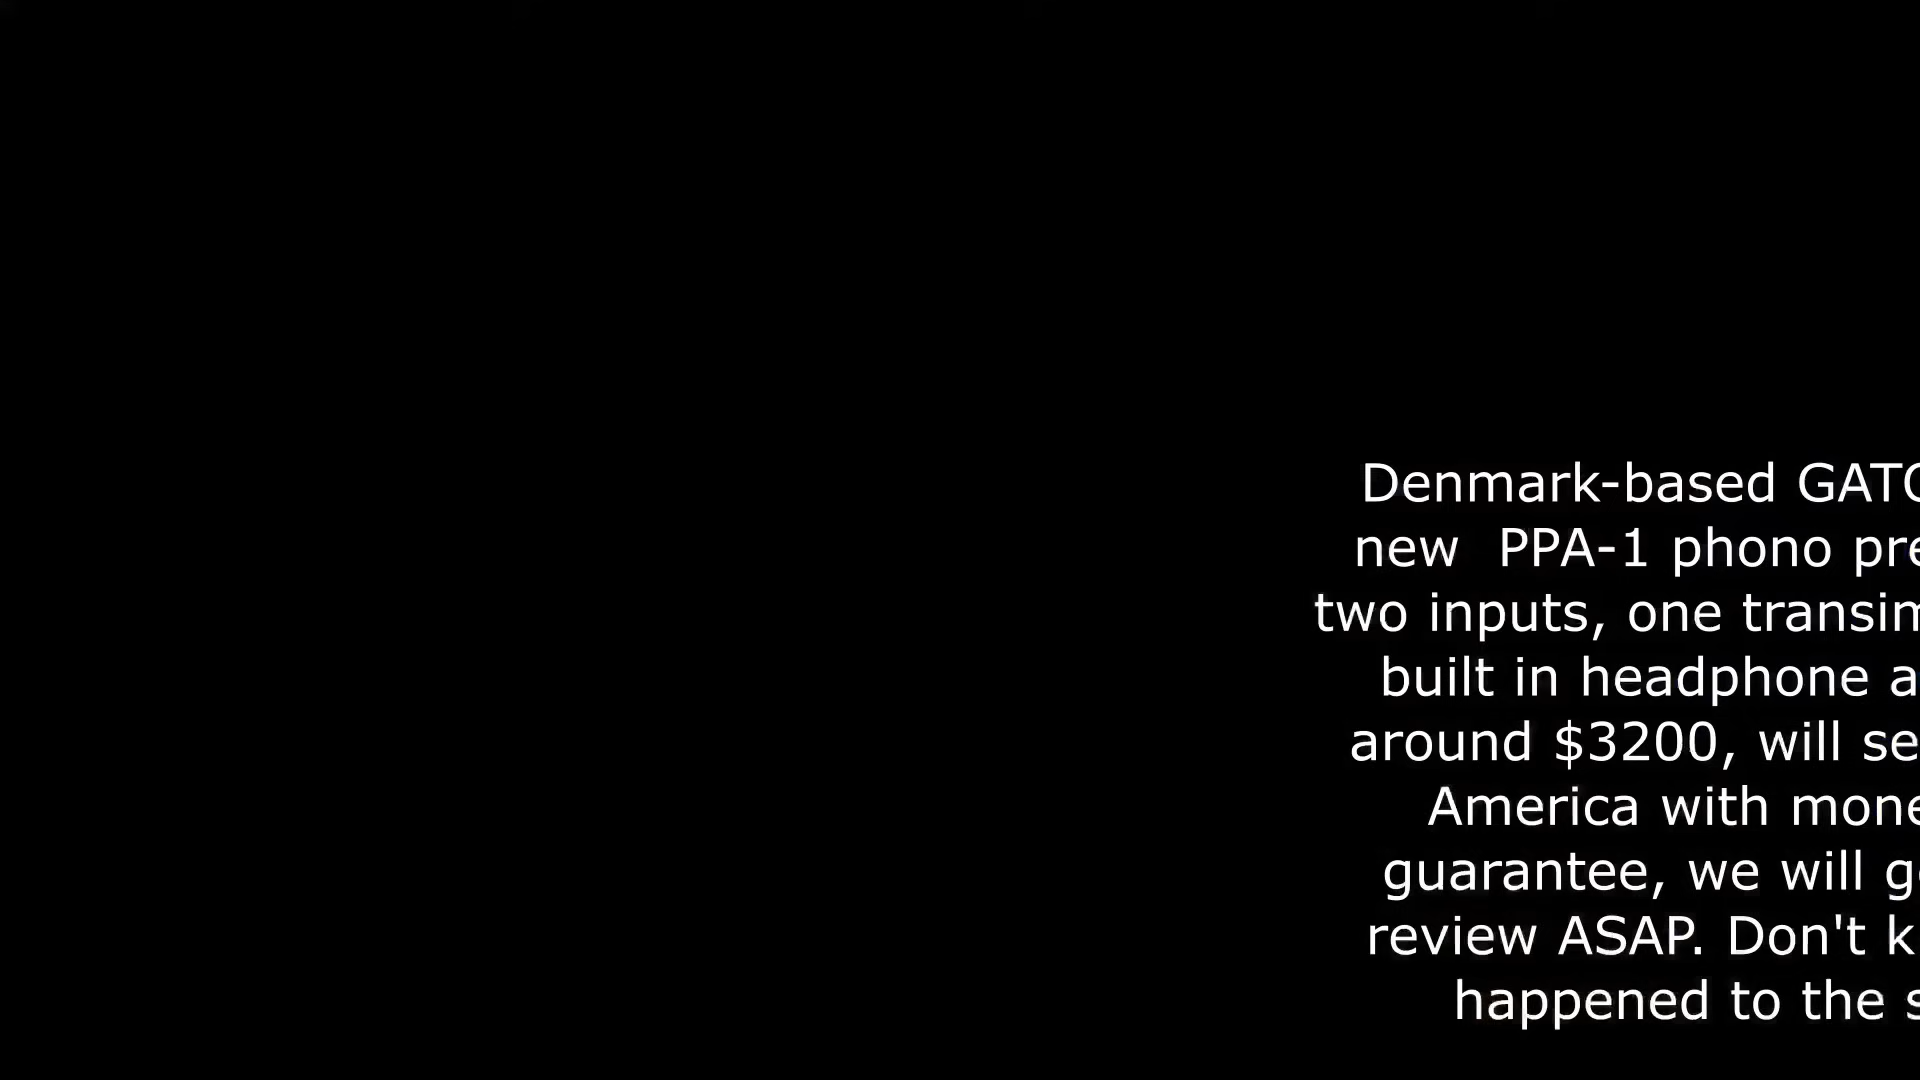 Denmark-based
new PPA-1 phono
two inputs, one
built in headphone
around $3200, will
America with
guarantee, we will
review ASAP. Don't
happened to the